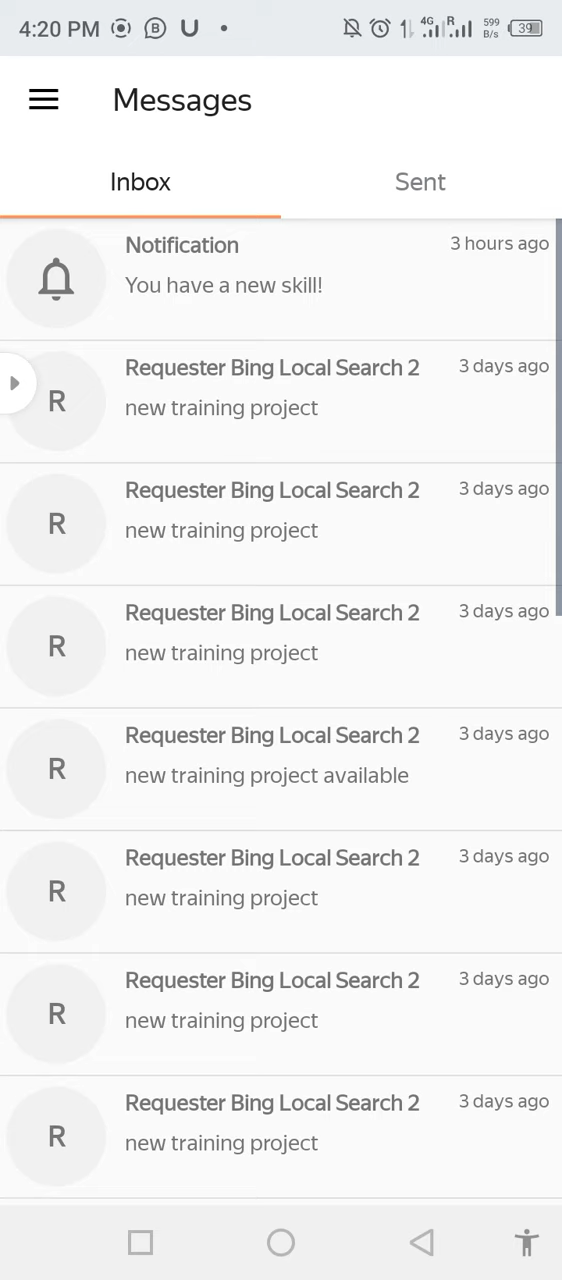 4:20 PM B U 4G R 599 B/s 39
Messages
Inbox Sent
Notification 3 hours ago
You have a new skill!
Requester Bing Local Search 2 3 days ago
R
new training project
Requester Bing Local Search 2 3 days ago
R
new training project
Requester Bing Local Search 2 3 days ago
R
new training project
Requester Bing Local Search 2 3 days ago
R
new training project available
Requester Bing Local Search 2 3 days ago
R
new training project
Requester Bing Local Search 2 3 days ago
R
new training project
Requester Bing Local Search 2 3 days ago
R
new training project